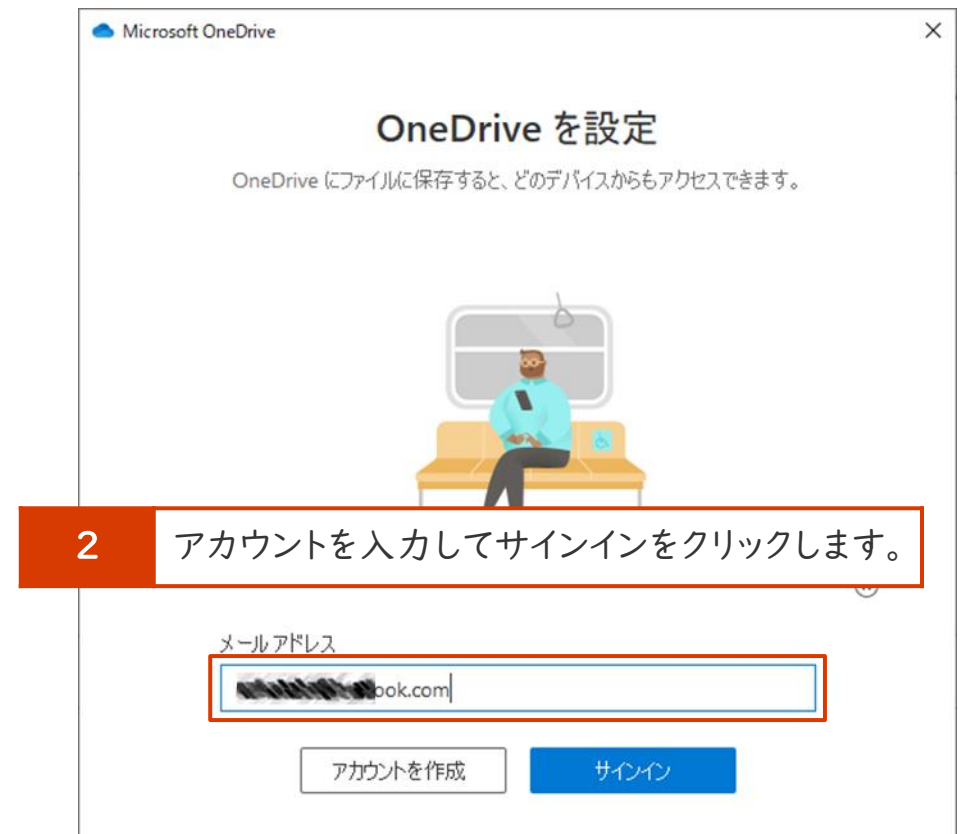 Microsoft OneDrive
OneDrive を設定
OneDrive にファイルに保存すると、どのデバイスからもアクセスできます。
2 アカウントを入力してサインインをクリックします。
メール アドレス
ook.com
アカウントを作成 サインイン